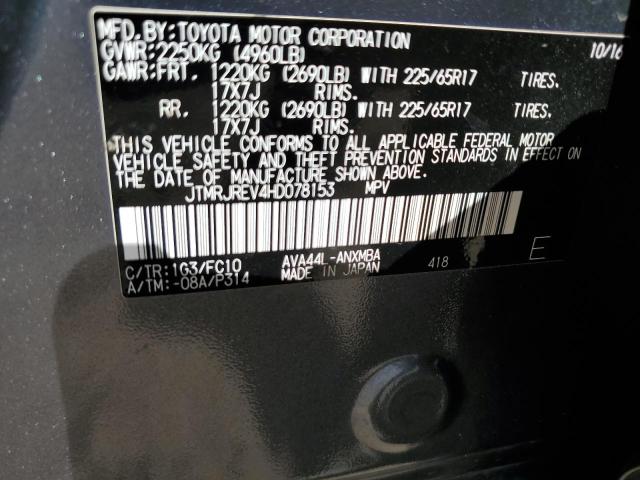 MFD.BY:TOYOTA MOTOR CORPORATION 10/16
GVWR:2250KG (4960LB)
GAWR:FRT. 1220KG (2690LB) WITH 225/65R17 TIRES.
17X7J RIMS.
RR. 1220KG (2690LB) WITH 225/65R17 TIRES.
17X7J RIMS.
THIS VEHICLE CONFORMS TO ALL APPLICABLE FEDERAL MOTOR
VEHICLE SAFETY AND THEFT PREVENTION STANDARDS IN EFFECT ON
THE DATE OF MANUFACTURE SHOWN ABOVE.
JTMRJREV4HD078153 MPV
C/TR:1G3/FC10 AVA44L-ANXMBA 418 E
A/TM:-08A/P314 MADE IN JAPAN